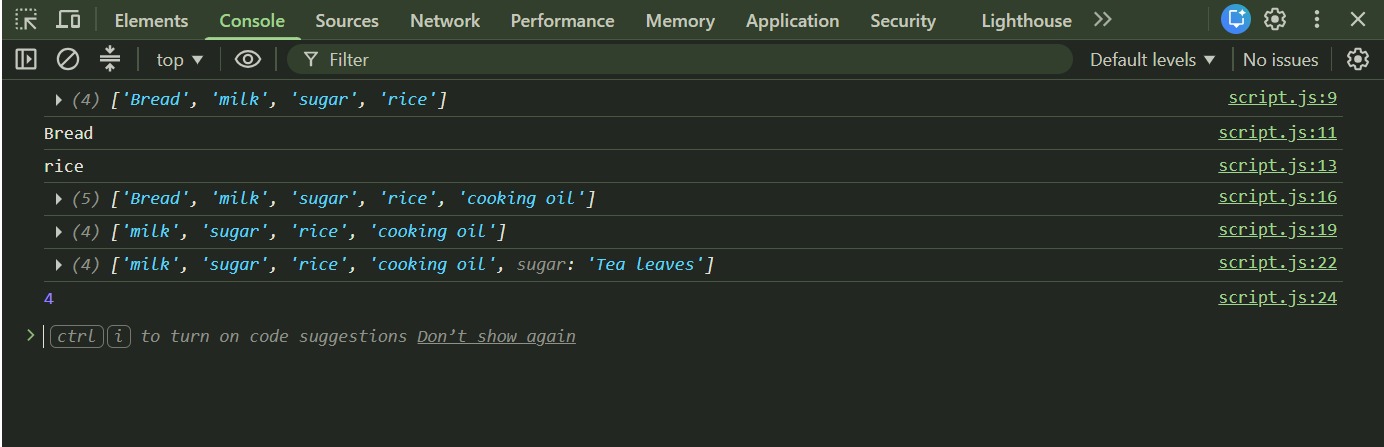 Elements Console Sources Network Performance Memory Application Security Lighthouse
top Filter Default levels No issues
(4) ['Bread', 'milk', 'sugar', 'rice'] script.js:9
Bread script.js:11
rice script.js:13
(5) ['Bread', 'milk', 'sugar', 'rice', 'cooking oil'] script.js:16
(4) ['milk', 'sugar', 'rice', 'cooking oil'] script.js:19
(4) ['milk', 'sugar', 'rice', 'cooking oil', sugar: 'Tea leaves'] script.js:22
4 script.js:24
ctrl i to turn on code suggestions Don’t show again